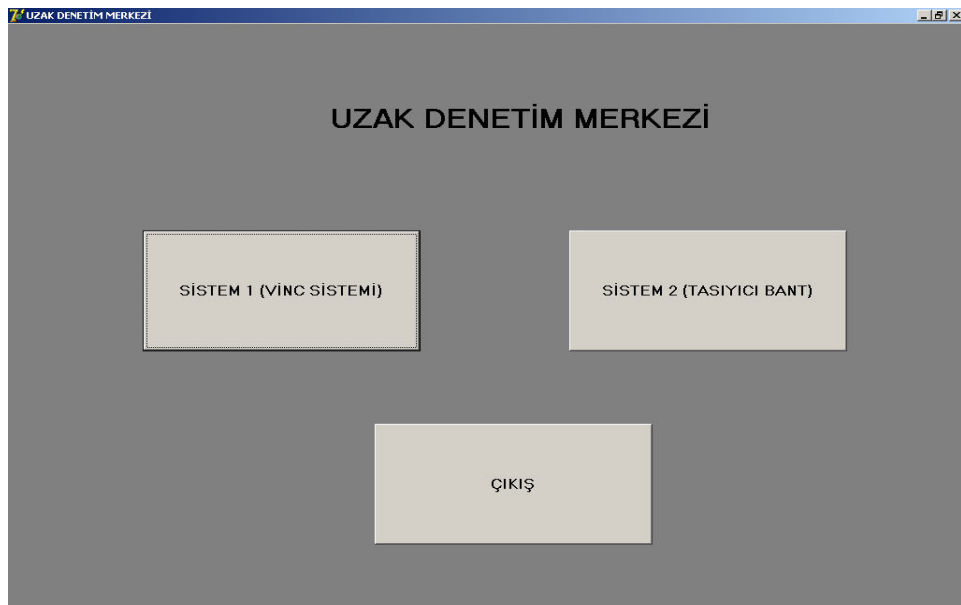 UZAK DENETİM MERKEZİ
UZAK DENETİM MERKEZİ
SİSTEM 1 (VİNC SİSTEMİ)
SİSTEM 2 (TASIYICI BANT)
ÇIKIŞ